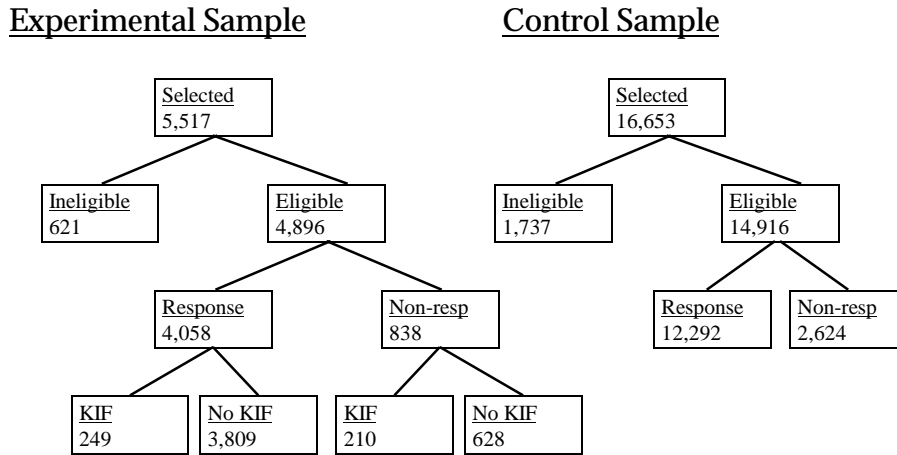 Experimental Sample
Control Sample
Selected
5,517
Selected
16,653
Ineligible
621
Eligible
4,896
Ineligible
1,737
Eligible
14,916
Response
4,058
Non-resp
838
Response
12,292
Non-resp
2,624
KIF
249
No KIF
3,809
KIF
210
No KIF
628